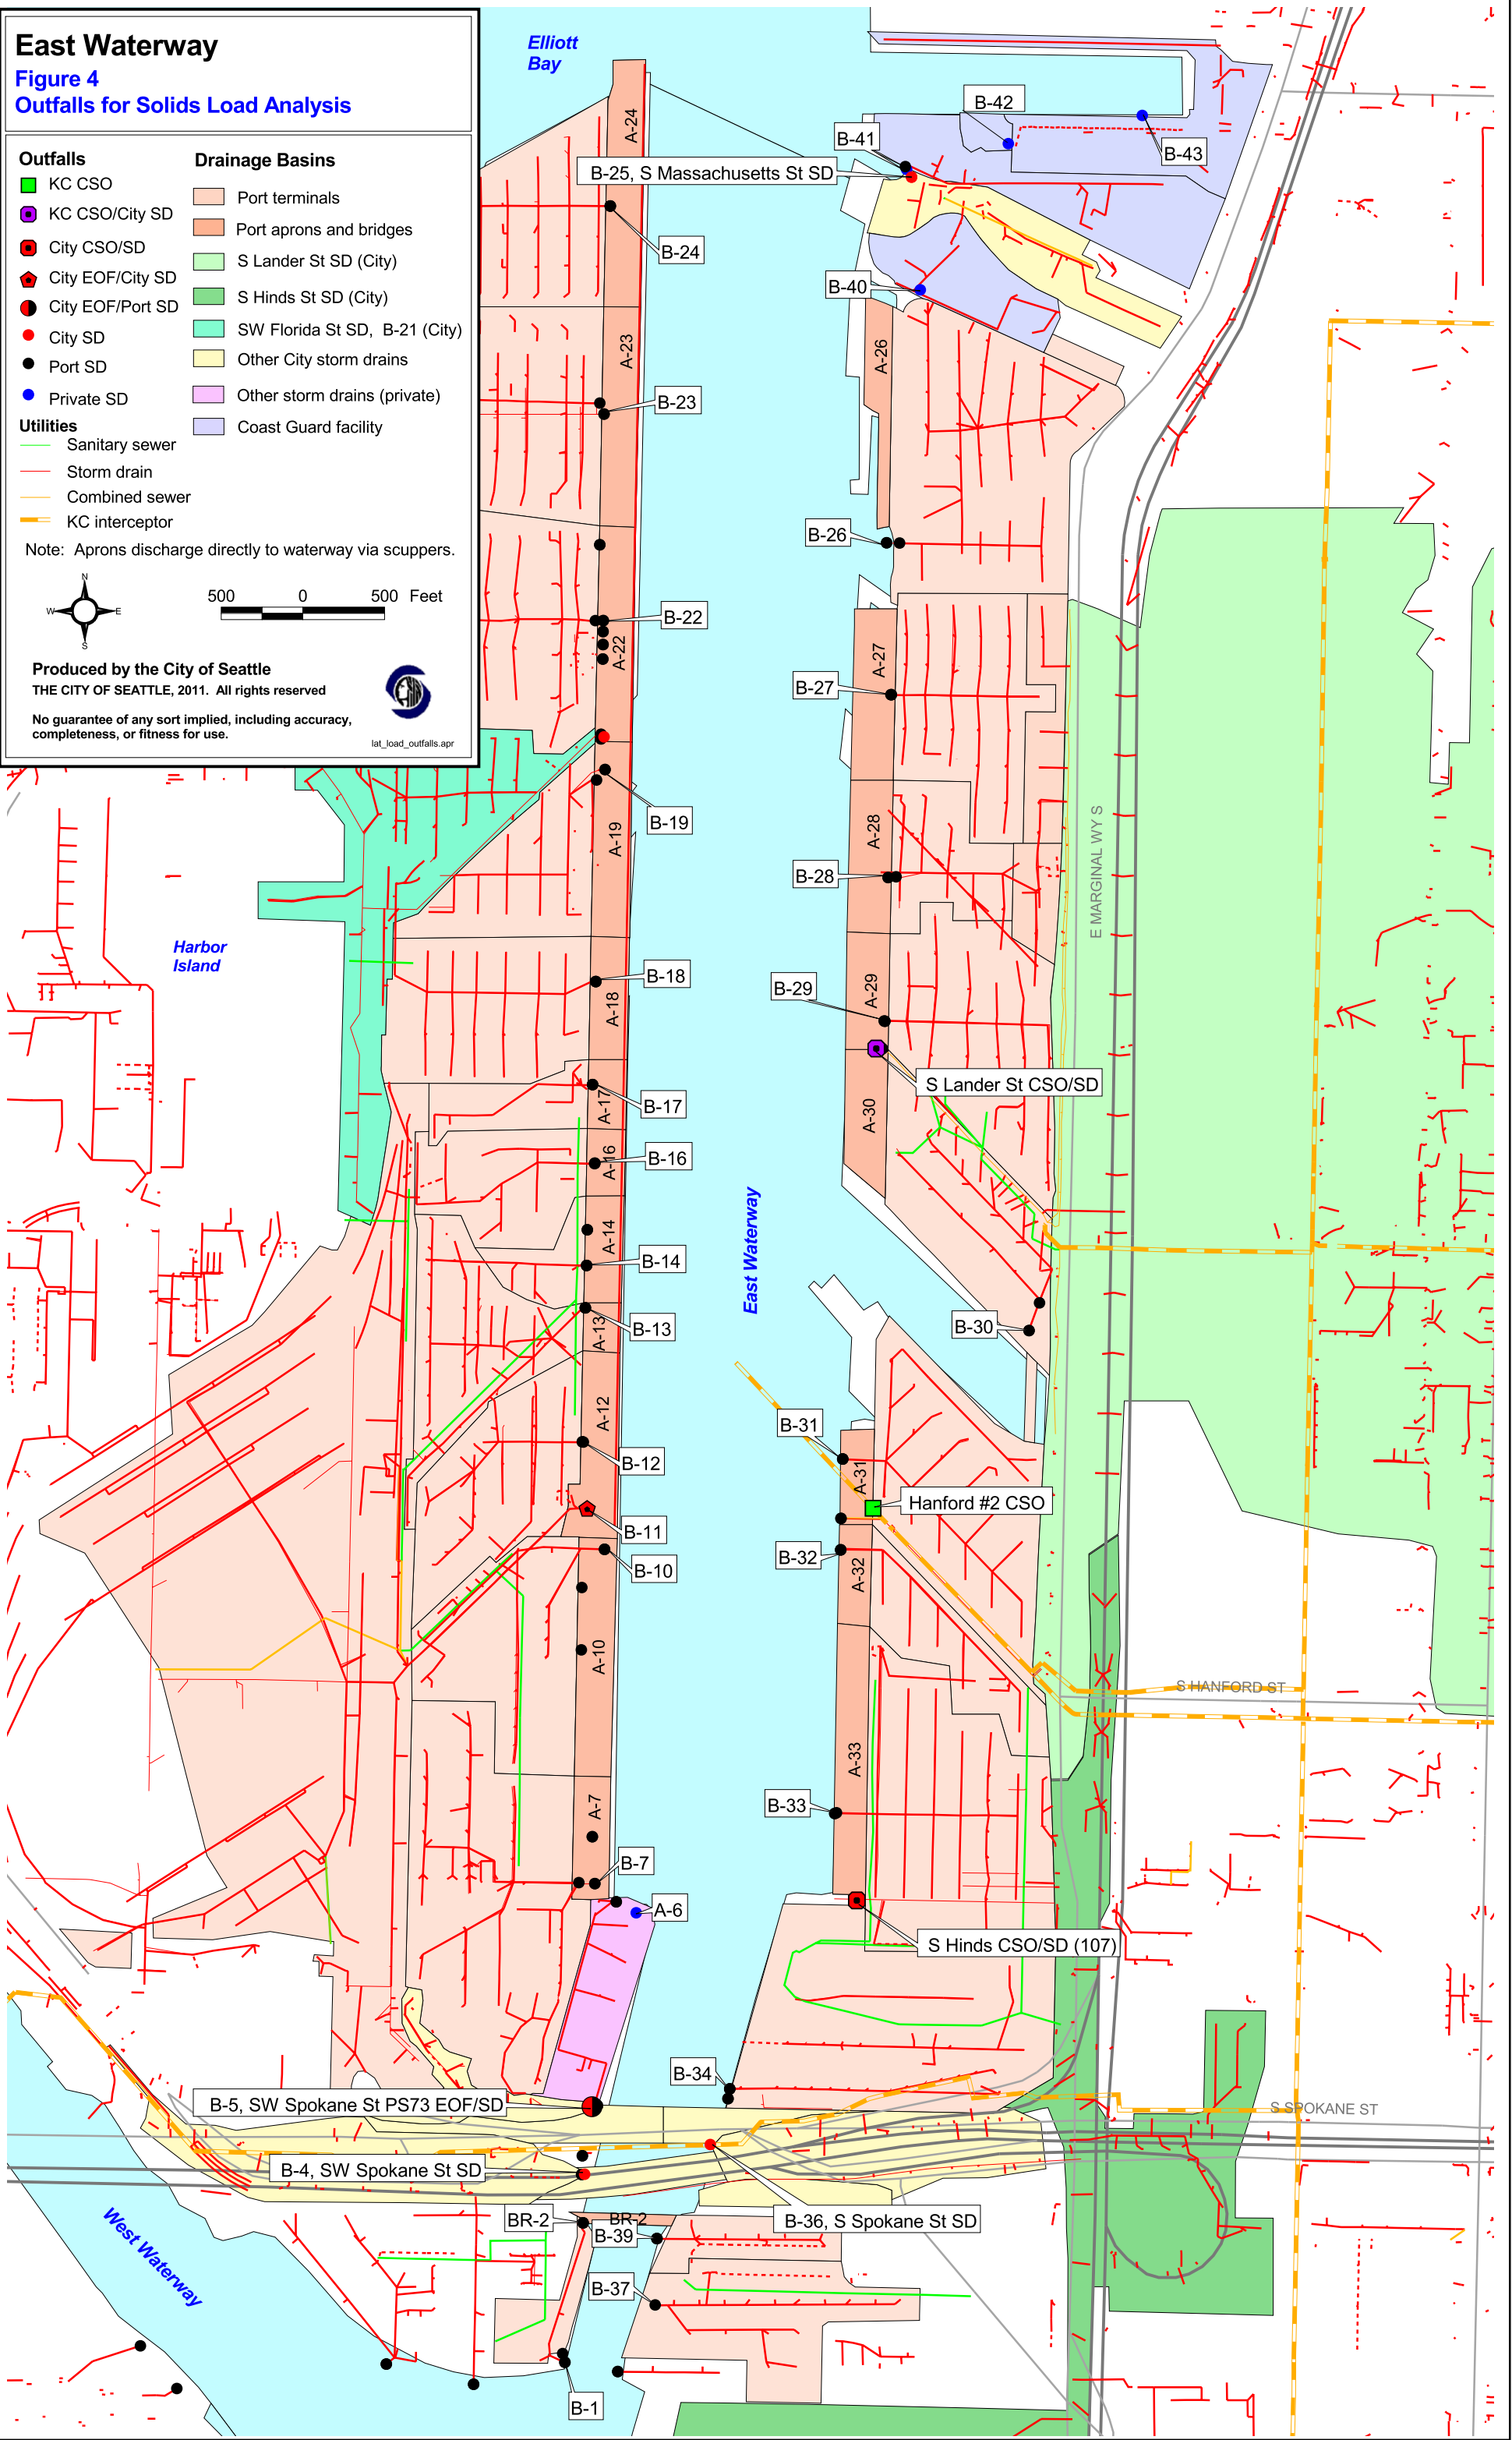 East Waterway
Figure 4
Outfalls for Solids Load Analysis
Outfalls
KC CSO
KC CSO/City SD
City CSO/SD
City EOF/City SD
City EOF/Port SD
City SD
Port SD
Private SD
Utilities
Sanitary sewer
Storm drain
Combined sewer
KC interceptor
Drainage Basins
Port terminals
Port aprons and bridges
S Lander St SD (City)
S Hinds St SD (City)
SW Florida St SD, B-21 (City)
Other City storm drains
Other storm drains (private)
Coast Guard facility
Note: Aprons discharge directly to waterway via scuppers.
N
W
E
S
500 0 500 Feet
Produced by the City of Seattle
THE CITY OF SEATTLE, 2011. All rights reserved
No guarantee of any sort implied, including accuracy,
completeness, or fitness for use.
lat_load_outfalls.apr
Elliott
Bay
A-24
B-42
B-41
B-43
B-25, S Massachusetts St SD
B-24
B-40
A-23
A-26
B-23
B-26
B-22
A-22
A-27
B-27
B-19
A-19
A-28
B-28
E MARGINAL WY S
Harbor
Island
B-18
A-18
B-29
A-29
S Lander St CSO/SD
A-17
B-17
A-30
B-16
A-16
East Waterway
A-14
B-14
A-13
B-13
B-30
A-12
B-31
B-12
A-31
Hanford #2 CSO
B-11
B-10
B-32
A-32
A-10
S HANFORD ST
A-33
A-7
B-33
B-7
A-6
S Hinds CSO/SD (107)
B-34
B-5, SW Spokane St PS73 EOF/SD
S SPOKANE ST
B-4, SW Spokane St SD
BR-2
BR-2
B-39
B-36, S Spokane St SD
West Waterway
B-37
B-1